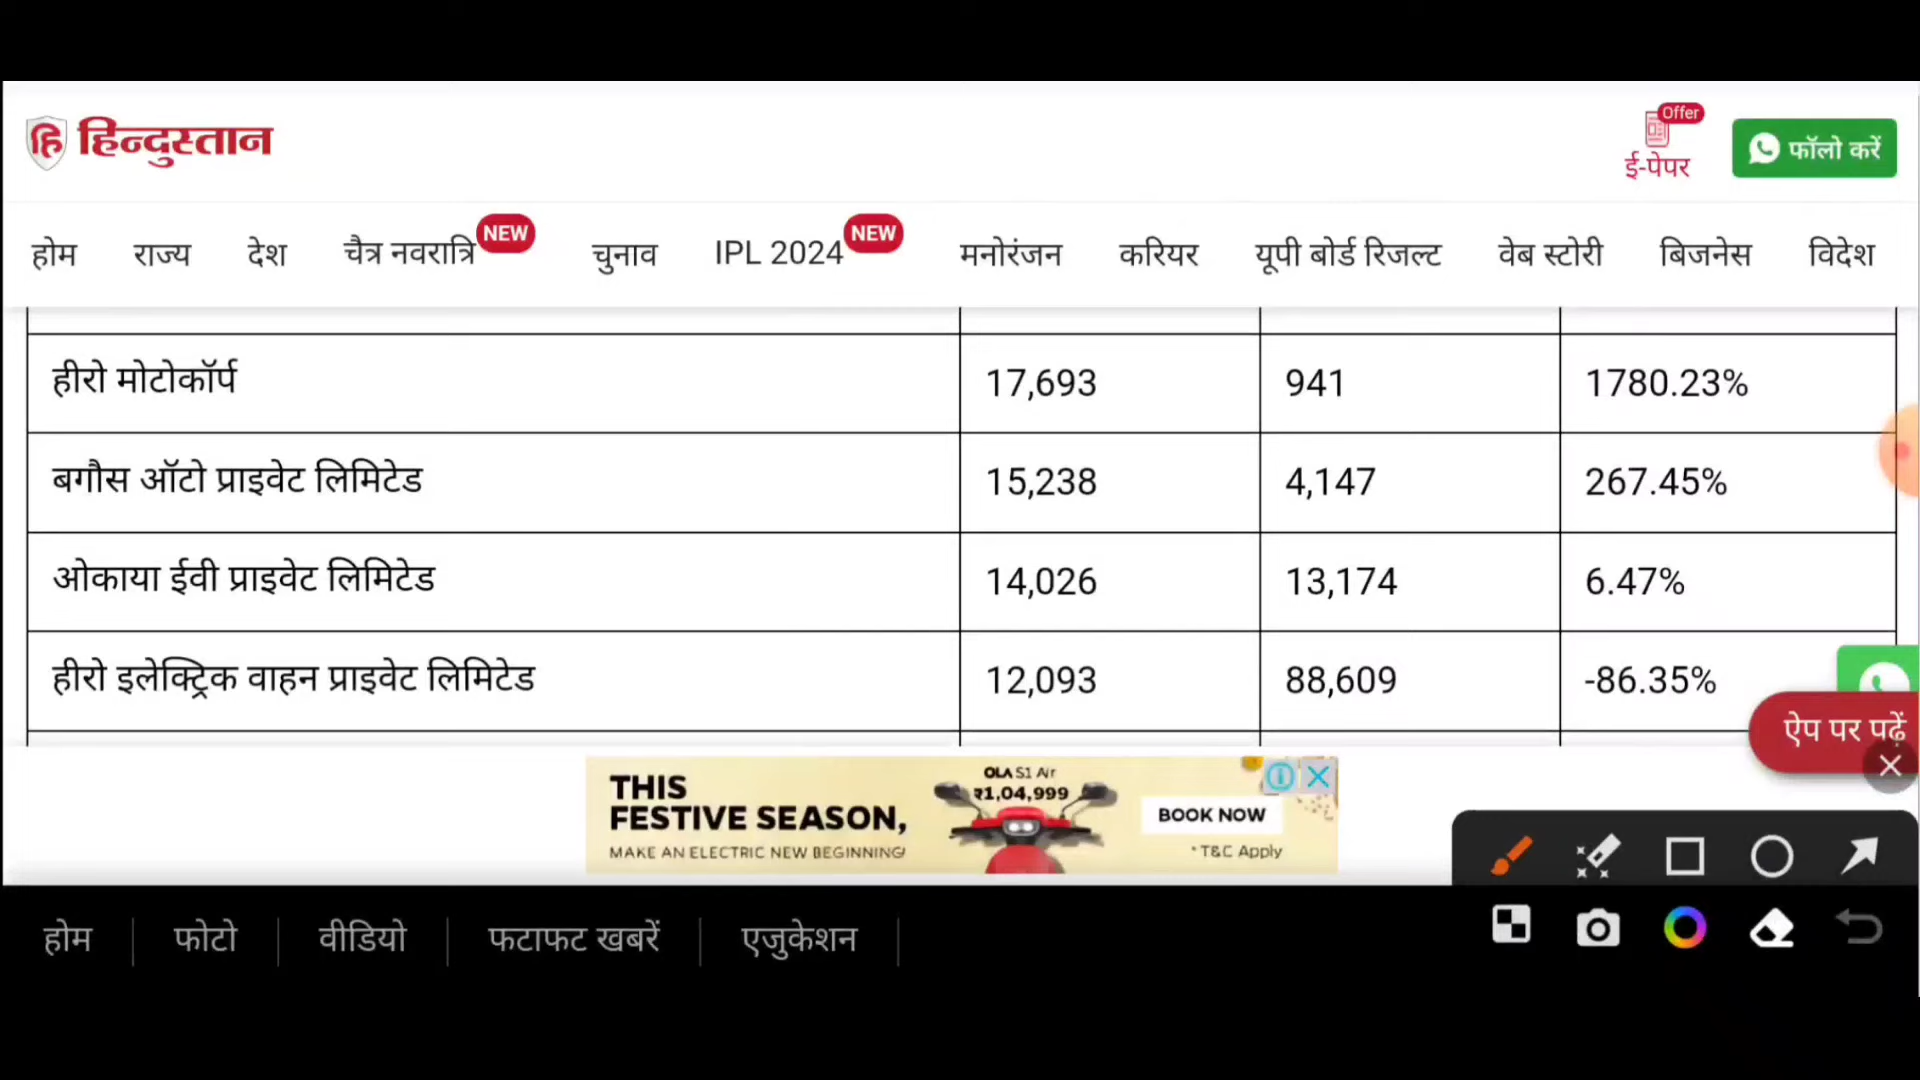 हि हिन्दुस्तान
Offer
ई-पेपर
फॉलो करें
होम राज्य देश चैत्र नवरात्रि NEW चुनाव IPL 2024 NEW मनोरंजन करियर यूपी बोर्ड रिजल्ट वेब स्टोरी बिजनेस विदेश
हीरो मोटोकॉर्प 17,693 941 1780.23%
बगौस ऑटो प्राइवेट लिमिटेड 15,238 4,147 267.45%
ओकाया ईवी प्राइवेट लिमिटेड 14,026 13,174 6.47%
हीरो इलेक्ट्रिक वाहन प्राइवेट लिमिटेड 12,093 88,609 -86.35%
ऐप पर पढ़ें
THIS
FESTIVE SEASON,
MAKE AN ELECTRIC NEW BEGINNING!
OLA S1 Air
₹1,04,999
BOOK NOW
*T&C Apply
होम फोटो वीडियो फटाफट खबरें एजुकेशन